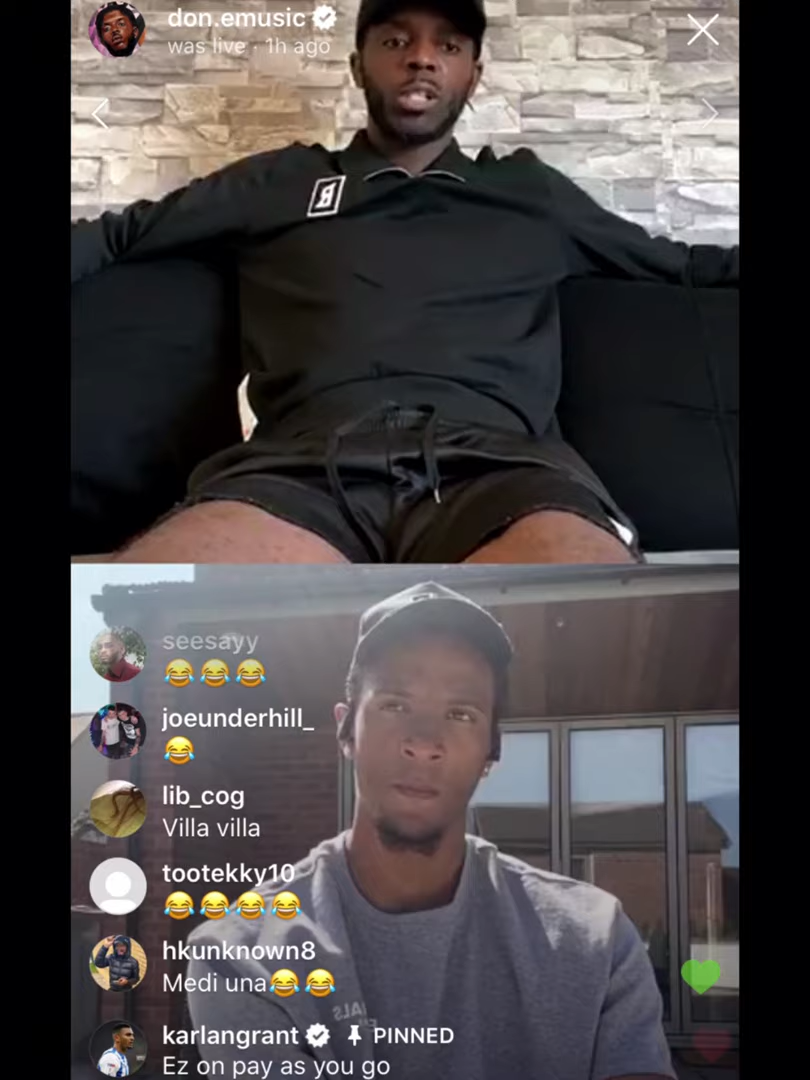 don.emusic
was live · 1h ago
seesayy
😂😂😂
joeunderhill_
😂
lib_cog
Villa villa
tootekky10
😂😂😂😂
hkunknown8
Medi una😂😂
karlangrant PINNED
Ez on pay as you go